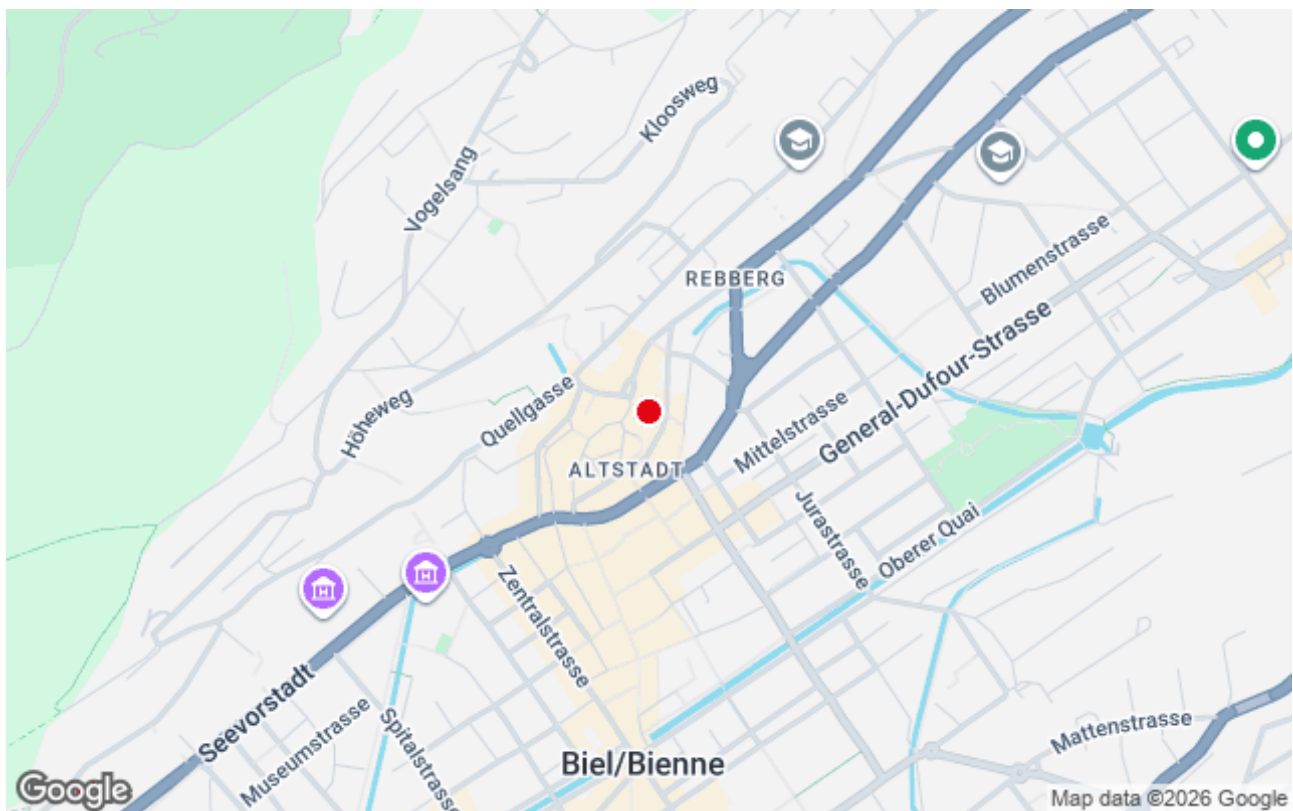 Kloosweg
Vogelsang
REBBERG
Blumenstrasse
General-Dufour-Strasse
Höheweg
Quellgasse
Mittelstrasse
ALTSTADT
Jurastrasse
Oberer Quai
Zentralstrasse
Seevorstadt
Museumstrasse
Spitalstrasse
Mattenstrasse
Biel/Bienne
Google
Map data ©2026 Google